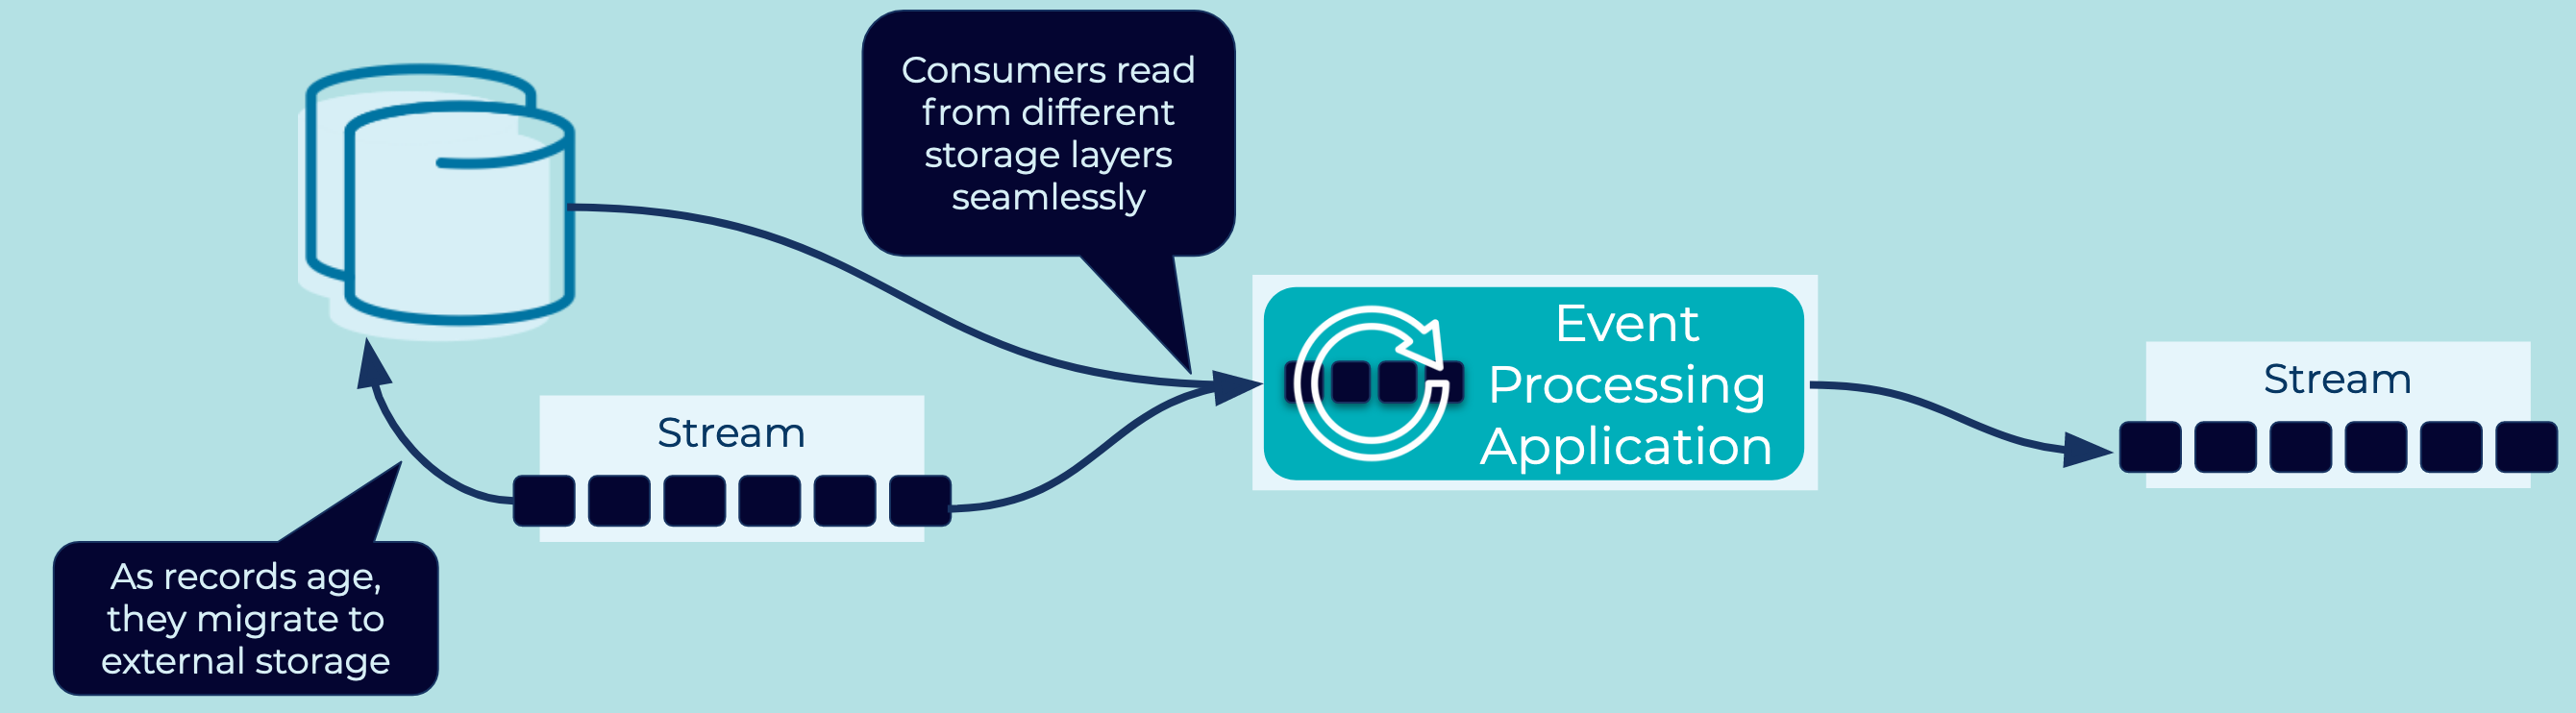 Consumers read
from different
storage layers
seamlessly
Event
Processing
Application
Stream
Stream
As records age,
they migrate to
external storage